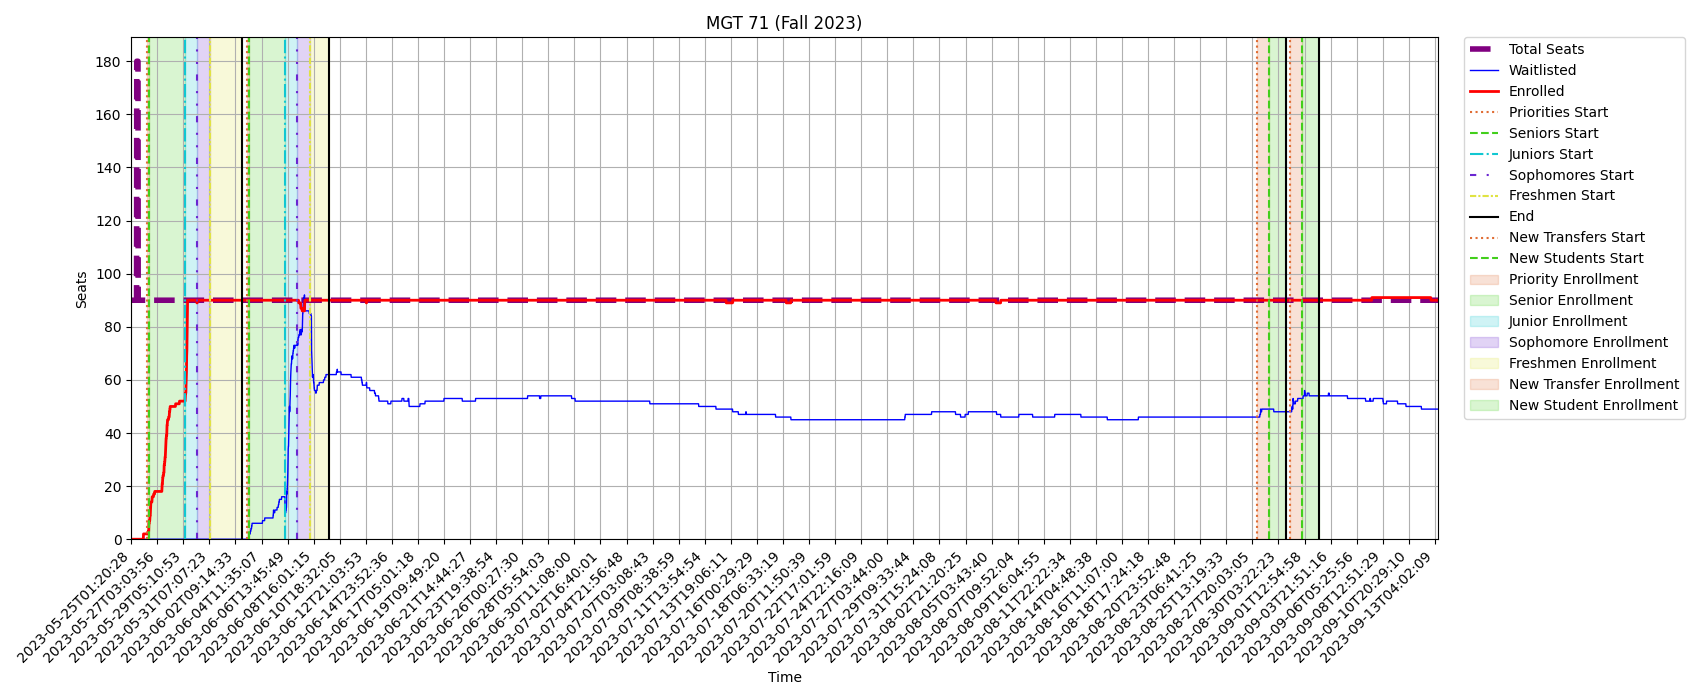 MGT 71 (Fall 2023)
Seats
180
160
140
120
100
80
60
40
20
0
2023-05-25T01:20:28
2023-05-27T03:03:56
2023-05-29T05:10:53
2023-05-31T07:07:23
2023-06-02T09:14:33
2023-06-04T11:35:07
2023-06-06T13:45:49
2023-06-08T16:01:15
2023-06-10T18:32:05
2023-06-12T21:03:53
2023-06-14T23:52:36
2023-06-17T05:01:18
2023-06-19T09:49:20
2023-06-21T14:44:27
2023-06-23T19:38:54
2023-06-26T00:27:30
2023-06-28T05:54:03
2023-06-30T11:08:00
2023-07-02T16:40:01
2023-07-04T21:56:48
2023-07-07T03:08:43
2023-07-09T08:38:59
2023-07-11T13:54:54
2023-07-13T19:06:11
2023-07-16T00:29:29
2023-07-18T06:33:19
2023-07-20T11:50:39
2023-07-22T17:01:59
2023-07-24T22:16:09
2023-07-27T03:44:00
2023-07-29T09:33:44
2023-07-31T15:24:08
2023-08-02T21:20:25
2023-08-05T03:43:40
2023-08-07T09:52:04
2023-08-09T16:04:55
2023-08-11T22:22:34
2023-08-14T04:48:38
2023-08-16T11:07:00
2023-08-18T17:24:18
2023-08-20T23:52:48
2023-08-23T06:41:25
2023-08-25T13:19:33
2023-08-27T20:03:05
2023-08-30T03:22:23
2023-09-01T12:54:58
2023-09-03T21:51:16
2023-09-06T05:25:56
2023-09-08T12:51:29
2023-09-10T20:29:10
2023-09-13T04:02:09
Time
Total Seats
Waitlisted
Enrolled
Priorities Start
Seniors Start
Juniors Start
Sophomores Start
Freshmen Start
End
New Transfers Start
New Students Start
Priority Enrollment
Senior Enrollment
Junior Enrollment
Sophomore Enrollment
Freshmen Enrollment
New Transfer Enrollment
New Student Enrollment